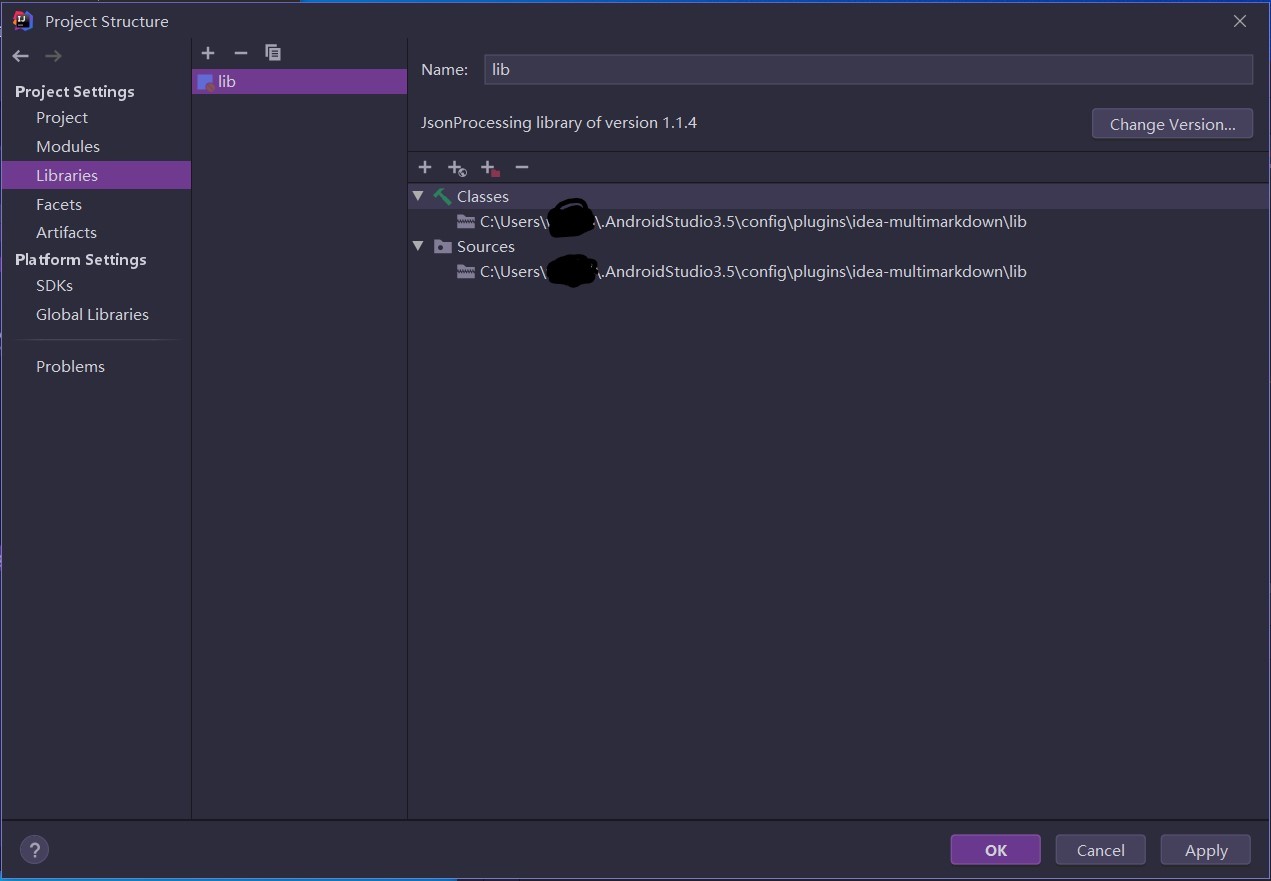 Project Structure
Project Settings
Project
Modules
Libraries
Facets
Artifacts
Platform Settings
SDKs
Global Libraries
Problems
lib
Name: lib
JsonProcessing library of version 1.1.4
Change Version...
Classes
C:\Users\ \.AndroidStudio3.5\config\plugins\idea-multimarkdown\lib
Sources
C:\Users\ \.AndroidStudio3.5\config\plugins\idea-multimarkdown\lib
?
OK Cancel Apply